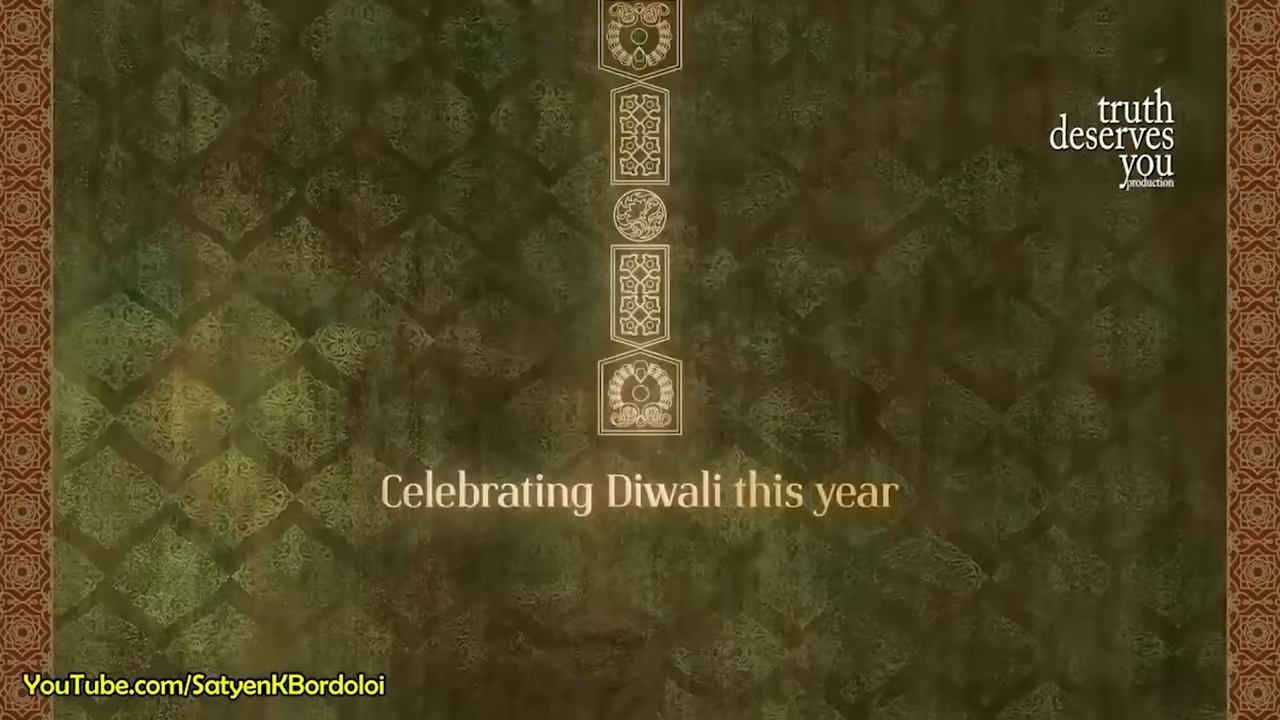 truth
deserves
you
production
Celebrating Diwali this year
YouTube.com/SatyenKBordoloi